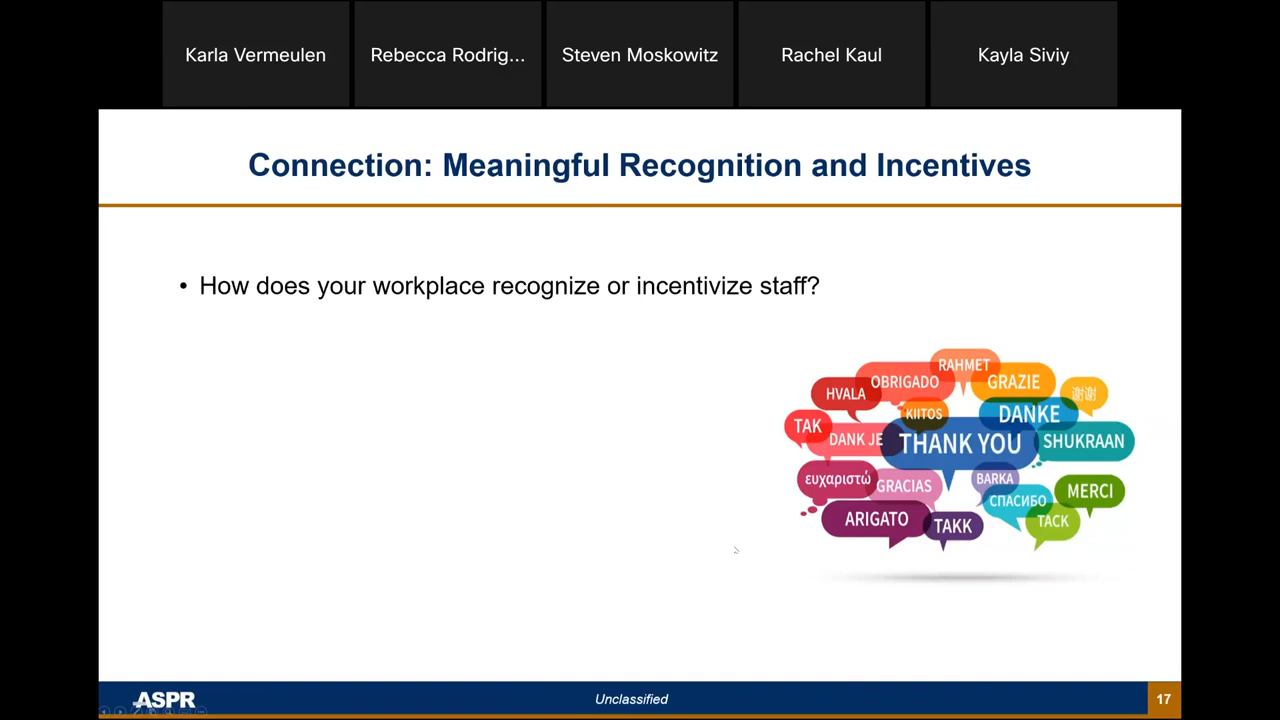 Karla Vermeulen
Rebecca Rodrig...
Steven Moskowitz
Rachel Kaul
Kayla Siviy
Connection: Meaningful Recognition and Incentives
• How does your workplace recognize or incentivize staff?
RAHMET
OBRIGADO
GRAZIE
HVALA
谢谢
KIITOS
DANKE
TAK
DANK JE
THANK YOU
SHUKRAAN
ευχαριστώ
GRACIAS
BARKA
СПАСИБО
MERCI
ARIGATO
TAKK
TACK
ASPR
Unclassified
17